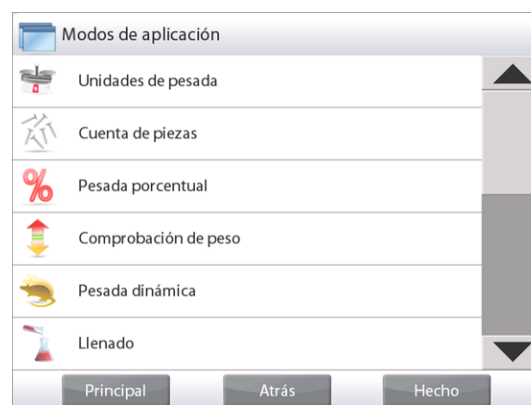 Modos de aplicación
Unidades de pesada
Cuenta de piezas
Pesada porcentual
Comprobación de peso
Pesada dinámica
Llenado
Principal Atrás Hecho